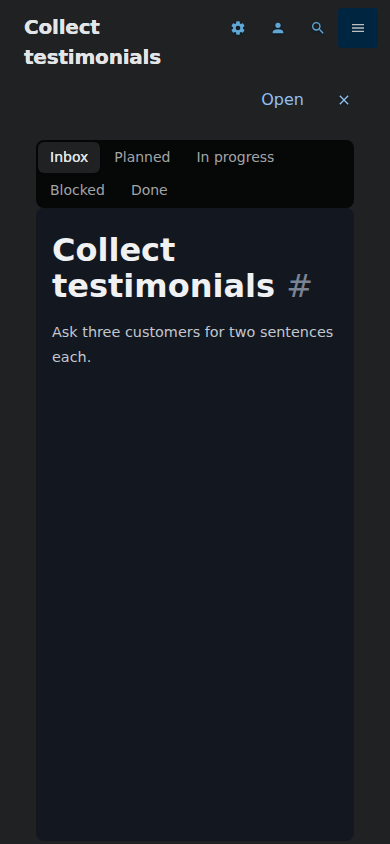 Collect
testimonials
Open ×
Inbox Planned In progress
Blocked Done
Collect
testimonials #
Ask three customers for two sentences
each.